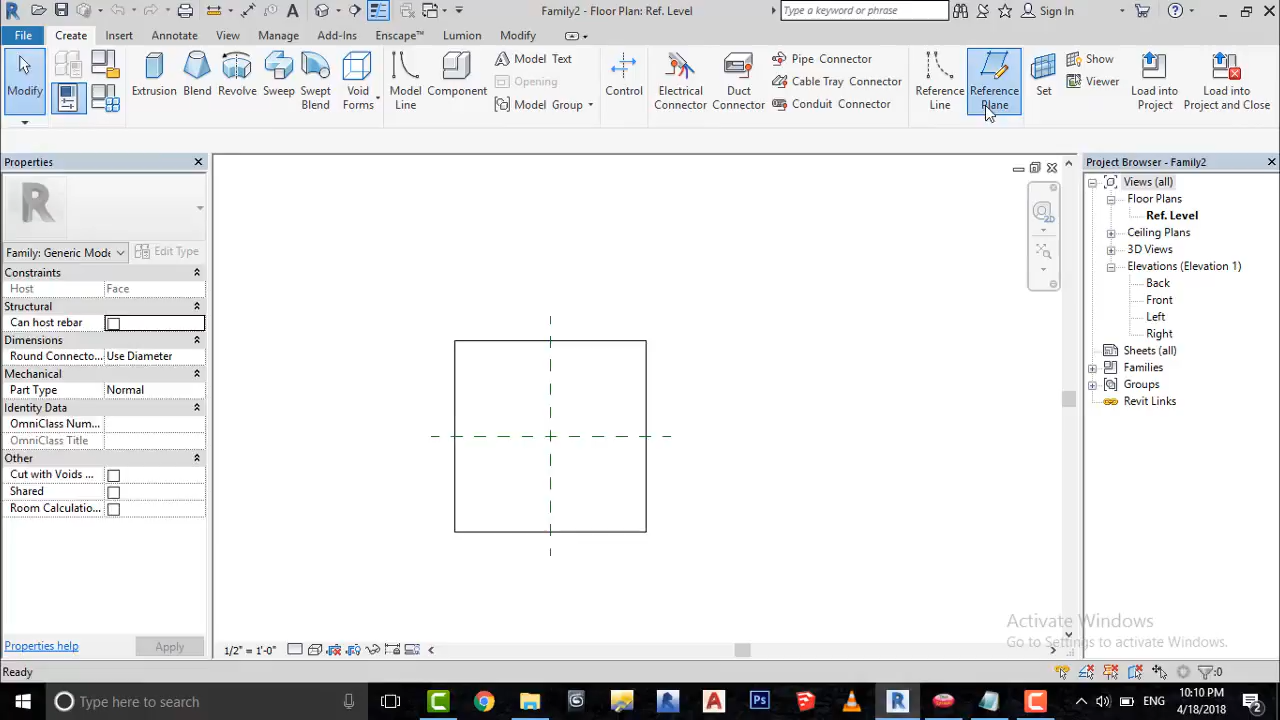 Family2 - Floor Plan: Ref. Level
Type a keyword or phrase
Sign In
File
Create
Insert
Annotate
View
Manage
Add-Ins
Enscape™
Lumion
Modify
Modify
Extrusion
Blend
Revolve
Sweep
Swept
Blend
Void
Forms
Model
Line
Component
Model Text
Opening
Model Group
Control
Electrical
Connector
Duct
Connector
Pipe Connector
Cable Tray Connector
Conduit Connector
Reference
Line
Reference
Plane
Set
Show
Viewer
Load into
Project
Load into
Project and Close
Properties
R
Family: Generic Mode
Edit Type
Constraints
Host Face
Structural
Can host rebar
Dimensions
Round Connecto... Use Diameter
Mechanical
Part Type Normal
Identity Data
OmniClass Num...
OmniClass Title
Other
Cut with Voids ...
Shared
Room Calculatio...
Properties help
Apply
2D
Project Browser - Family2
Views (all)
Floor Plans
Ref. Level
Ceiling Plans
3D Views
Elevations (Elevation 1)
Back
Front
Left
Right
Sheets (all)
Families
Groups
Revit Links
Activate Windows
Go to Settings to activate Windows.
1/2" = 1'-0"
Ready
:0
Type here to search
ENG
10:10 PM
4/18/2018
2